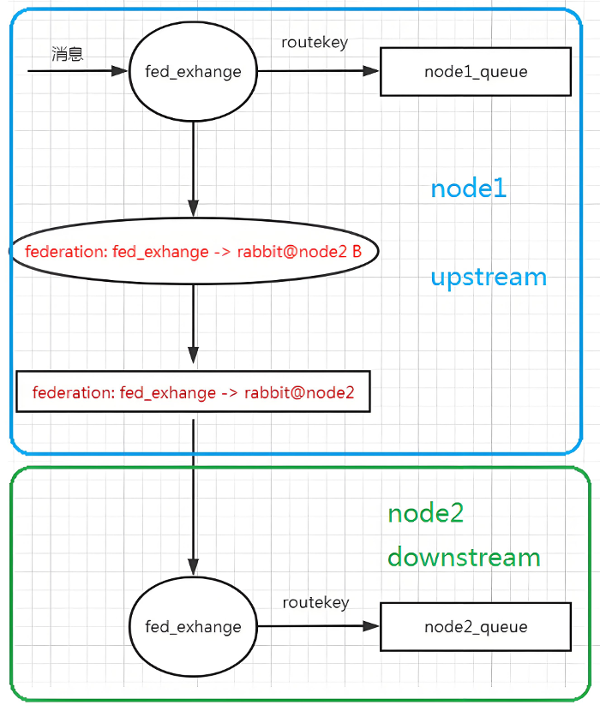 消息
fed_exhange
routekey
node1_queue
node1
federation: fed_exhange -> rabbit@node2 B
upstream
federation: fed_exhange -> rabbit@node2
node2
downstream
fed_exhange
routekey
node2_queue